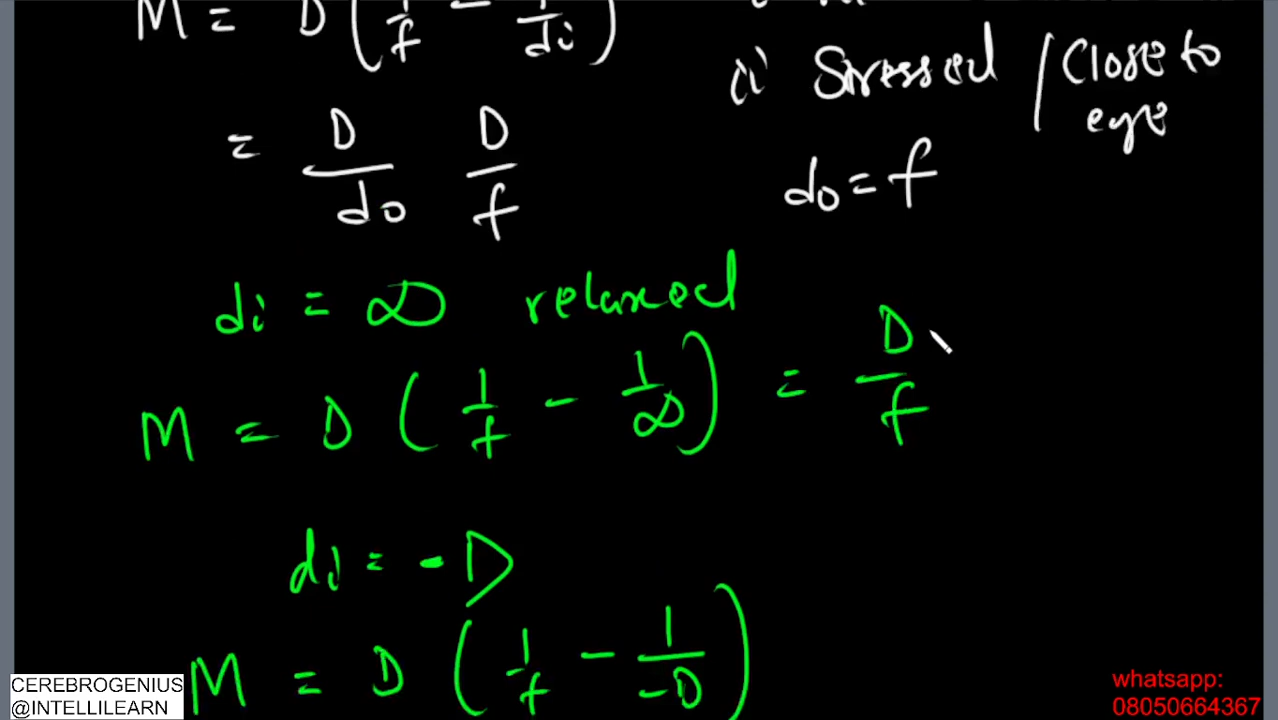 M = D ( 1/f - 1/di )
ii) Stressed / Close to
eye
= D/do D/f
do = f
di = ∞ relaxed
M = D ( 1/f - 1/∞ ) = D/f
di = - D
M = D ( 1/f - 1/-D )
CEREBROGENIUS
@INTELLILEARN
whatsapp:
08050664367